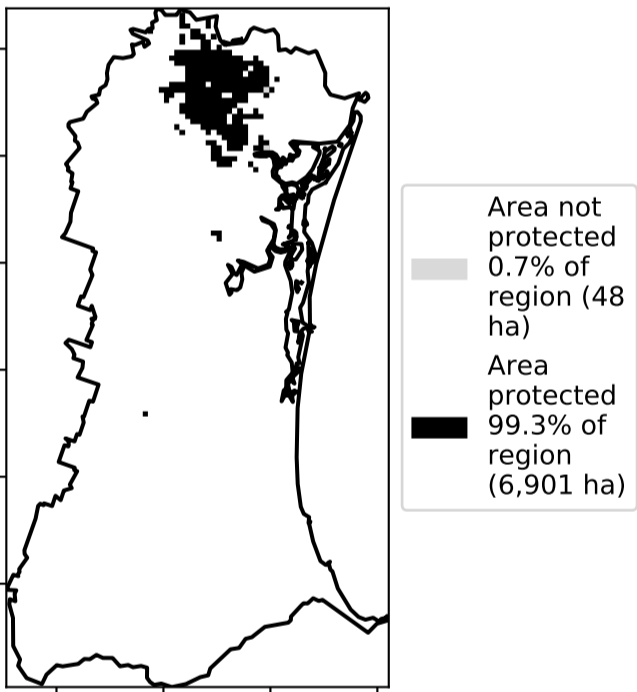 Area not
protected
0.7% of
region (48
ha)
Area
protected
99.3% of
region
(6,901 ha)